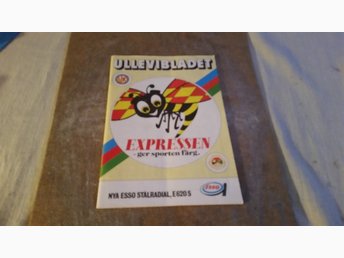 ULLEVIBLADET
EXPRESSEN
-ger sporten färg.
Esso
NYA ESSO STÅLRADIAL, E 620 S